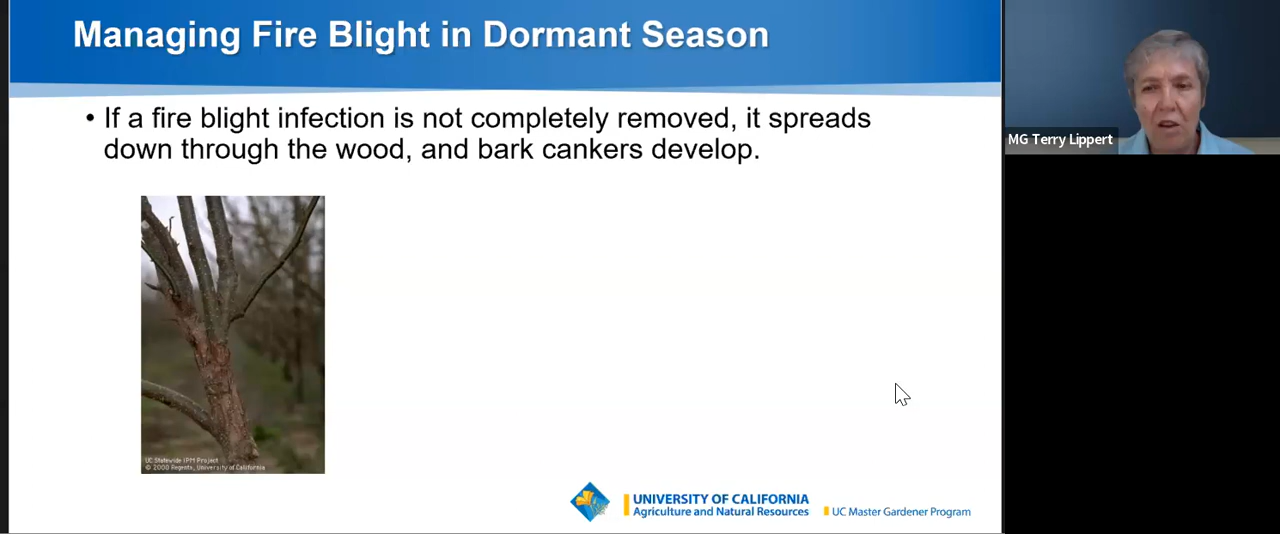 Managing Fire Blight in Dormant Season
• If a fire blight infection is not completely removed, it spreads
down through the wood, and bark cankers develop.
UC Statewide IPM Project
© 2000 Regents, University of California
UNIVERSITY OF CALIFORNIA
Agriculture and Natural Resources
UC Master Gardener Program
MG Terry Lippert